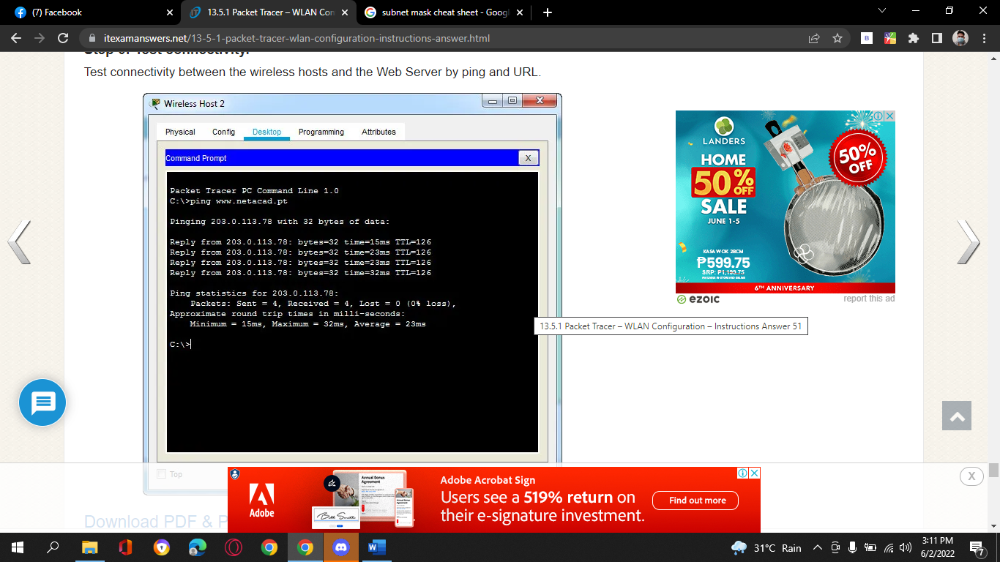 (7) Facebook
13.5.1 Packet Tracer – WLAN Con
subnet mask cheat sheet - Googl
itexamanswers.net/13-5-1-packet-tracer-wlan-configuration-instructions-answer.html
Test connectivity between the wireless hosts and the Web Server by ping and URL.
Wireless Host 2
Physical Config Desktop Programming Attributes
Command Prompt
X
Packet Tracer PC Command Line 1.0
C:\>ping www.netacad.pt
Pinging 203.0.113.78 with 32 bytes of data:
Reply from 203.0.113.78: bytes=32 time=15ms TTL=126
Reply from 203.0.113.78: bytes=32 time=23ms TTL=126
Reply from 203.0.113.78: bytes=32 time=23ms TTL=126
Reply from 203.0.113.78: bytes=32 time=32ms TTL=126
Ping statistics for 203.0.113.78:
Packets: Sent = 4, Received = 4, Lost = 0 (0% loss),
Approximate round trip times in milli-seconds:
Minimum = 15ms, Maximum = 32ms, Average = 23ms
C:\>
Top
LANDERS
HOME
50% OFF
SALE
JUNE 1-5
50% OFF
KASA WOK 28CM
₱599.75
SRP: ₱1,199.75
6TH ANNIVERSARY
ezoic
report this ad
13.5.1 Packet Tracer – WLAN Configuration – Instructions Answer 51
X
Adobe
Annual Bonus
Agreement
Bill Smith
Adobe Acrobat Sign
Users see a 519% return on
their e-signature investment.
Find out more
Download PDF & P
31°C Rain
3:11 PM
6/2/2022
7